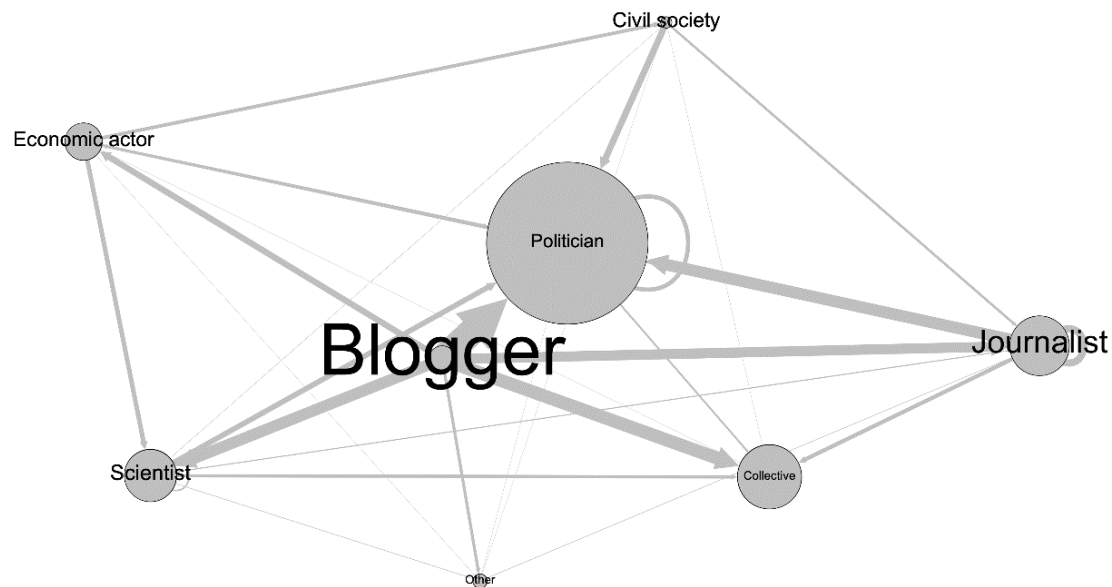 Civil society
Economic actor
Politician
Blogger
Journalist
Scientist
Collective
Other